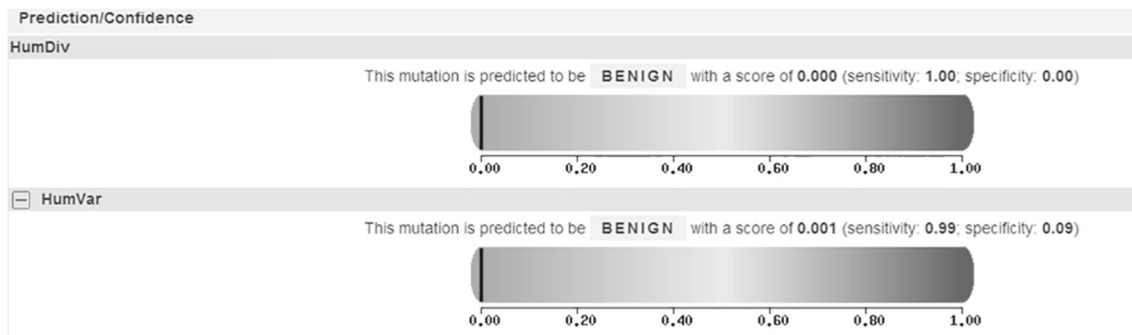 Prediction/Confidence
HumDiv
This mutation is predicted to be BENIGN with a score of 0.000 (sensitivity: 1.00; specificity: 0.00)
0.00 0.20 0.40 0.60 0.80 1.00
HumVar
This mutation is predicted to be BENIGN with a score of 0.001 (sensitivity: 0.99; specificity: 0.09)
0.00 0.20 0.40 0.60 0.80 1.00